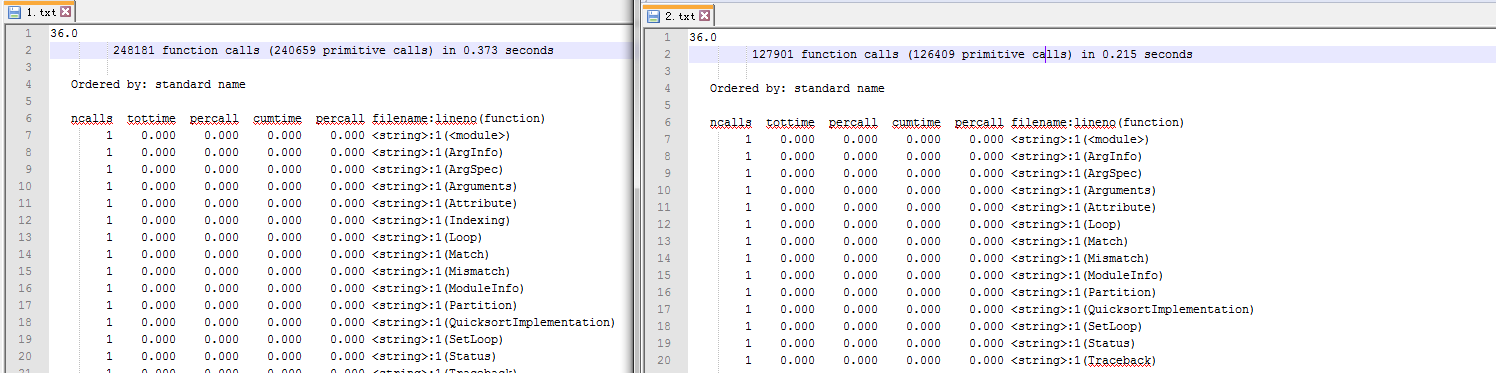 1.txt
1 36.0
2 248181 function calls (240659 primitive calls) in 0.373 seconds
3
4 Ordered by: standard name
5
6 ncalls tottime percall cumtime percall filename:lineno(function)
7 1 0.000 0.000 0.000 0.000 <string>:1(<module>)
8 1 0.000 0.000 0.000 0.000 <string>:1(ArgInfo)
9 1 0.000 0.000 0.000 0.000 <string>:1(ArgSpec)
10 1 0.000 0.000 0.000 0.000 <string>:1(Arguments)
11 1 0.000 0.000 0.000 0.000 <string>:1(Attribute)
12 1 0.000 0.000 0.000 0.000 <string>:1(Indexing)
13 1 0.000 0.000 0.000 0.000 <string>:1(Loop)
14 1 0.000 0.000 0.000 0.000 <string>:1(Match)
15 1 0.000 0.000 0.000 0.000 <string>:1(Mismatch)
16 1 0.000 0.000 0.000 0.000 <string>:1(ModuleInfo)
17 1 0.000 0.000 0.000 0.000 <string>:1(Partition)
18 1 0.000 0.000 0.000 0.000 <string>:1(QuicksortImplementation)
19 1 0.000 0.000 0.000 0.000 <string>:1(SetLoop)
20 1 0.000 0.000 0.000 0.000 <string>:1(Status)
21 1 0.000 0.000 0.000 0.000 <string>:1(Traceback)
2.txt
1 36.0
2 127901 function calls (126409 primitive calls) in 0.215 seconds
3
4 Ordered by: standard name
5
6 ncalls tottime percall cumtime percall filename:lineno(function)
7 1 0.000 0.000 0.000 0.000 <string>:1(<module>)
8 1 0.000 0.000 0.000 0.000 <string>:1(ArgInfo)
9 1 0.000 0.000 0.000 0.000 <string>:1(ArgSpec)
10 1 0.000 0.000 0.000 0.000 <string>:1(Arguments)
11 1 0.000 0.000 0.000 0.000 <string>:1(Attribute)
12 1 0.000 0.000 0.000 0.000 <string>:1(Loop)
13 1 0.000 0.000 0.000 0.000 <string>:1(Match)
14 1 0.000 0.000 0.000 0.000 <string>:1(Mismatch)
15 1 0.000 0.000 0.000 0.000 <string>:1(ModuleInfo)
16 1 0.000 0.000 0.000 0.000 <string>:1(Partition)
17 1 0.000 0.000 0.000 0.000 <string>:1(QuicksortImplementation)
18 1 0.000 0.000 0.000 0.000 <string>:1(SetLoop)
19 1 0.000 0.000 0.000 0.000 <string>:1(Status)
20 1 0.000 0.000 0.000 0.000 <string>:1(Traceback)